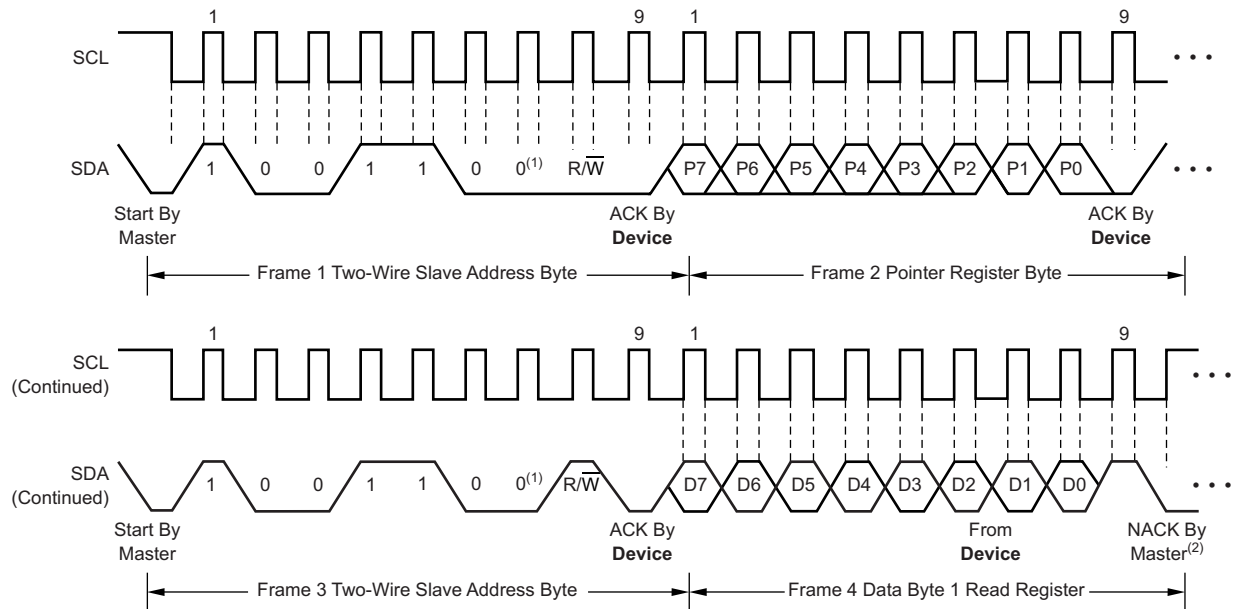 1 9 1 9
SCL
• • •
SDA
1 0 0 1 1 0 0(1) R/W̅ P7 P6 P5 P4 P3 P2 P1 P0
• • •
Start By
Master
ACK By
Device
ACK By
Device
Frame 1 Two-Wire Slave Address Byte
Frame 2 Pointer Register Byte
1 9 1 9
SCL
(Continued)
• • •
SDA
(Continued)
1 0 0 1 1 0 0(1) R/W̅ D7 D6 D5 D4 D3 D2 D1 D0
• • •
Start By
Master
ACK By
Device
From
Device
NACK By
Master(2)
Frame 3 Two-Wire Slave Address Byte
Frame 4 Data Byte 1 Read Register